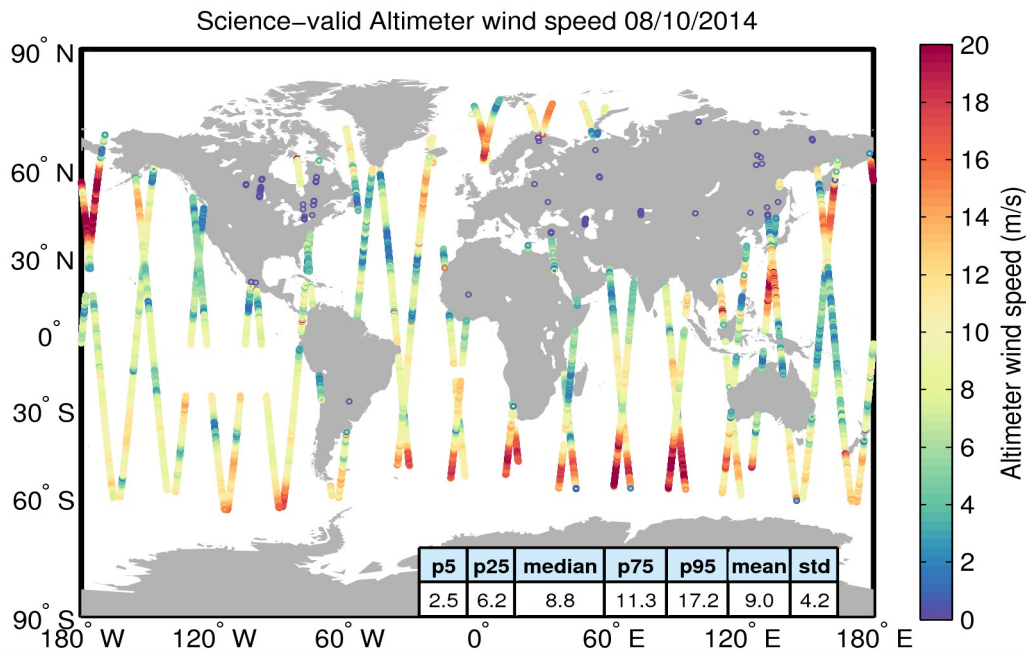 Science−valid Altimeter wind speed 08/10/2014
90° N
60° N
30° N
0°
30° S
60° S
90° S
180° W
120° W
60° W
0°
60° E
120° E
180° E
p5 p25 median p75 p95 mean std
2.5 6.2 8.8 11.3 17.2 9.0 4.2
20
18
16
14
12
10
8
6
4
2
0
Altimeter wind speed (m/s)